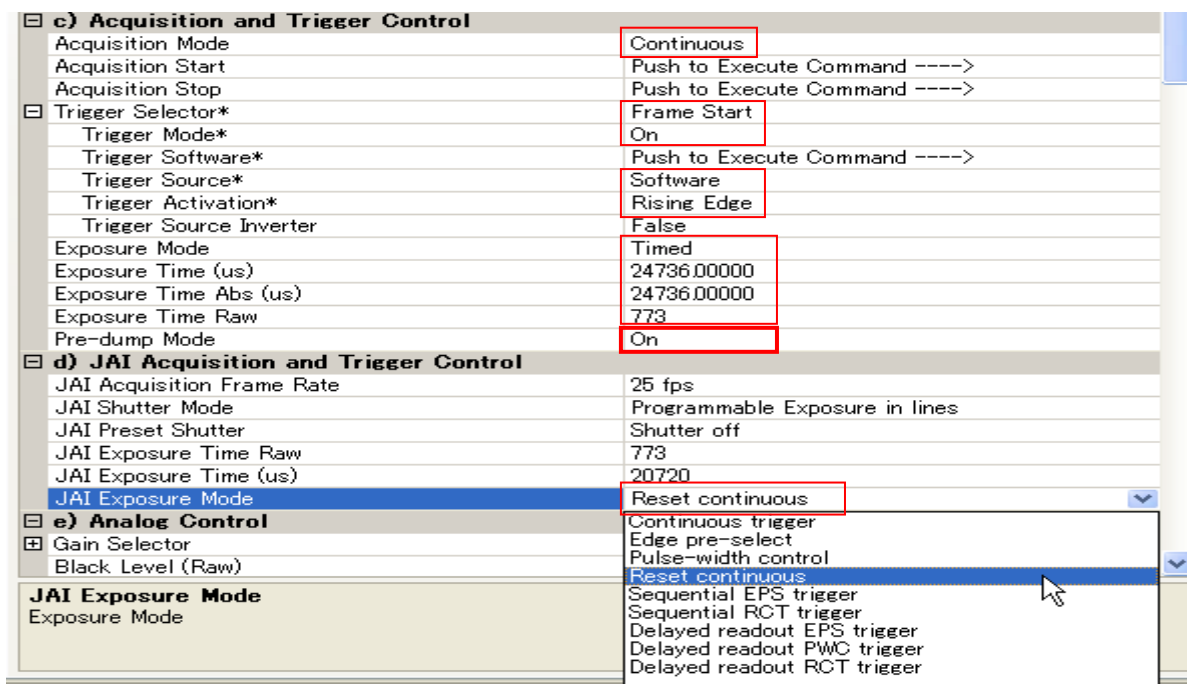 c) Acquisition and Trigger Control
Acquisition Mode Continuous
Acquisition Start Push to Execute Command ---->
Acquisition Stop Push to Execute Command ---->
Trigger Selector* Frame Start
Trigger Mode* On
Trigger Software* Push to Execute Command ---->
Trigger Source* Software
Trigger Activation* Rising Edge
Trigger Source Inverter False
Exposure Mode Timed
Exposure Time (us) 24736.00000
Exposure Time Abs (us) 24736.00000
Exposure Time Raw 773
Pre-dump Mode On
d) JAI Acquisition and Trigger Control
JAI Acquisition Frame Rate 25 fps
JAI Shutter Mode Programmable Exposure in lines
JAI Preset Shutter Shutter off
JAI Exposure Time Raw 773
JAI Exposure Time (us) 20720
JAI Exposure Mode Reset continuous
e) Analog Control
Gain Selector
Black Level (Raw)
Continuous trigger
Edge pre-select
Pulse-width control
Reset continuous
Sequential EPS trigger
Sequential RCT trigger
Delayed readout EPS trigger
Delayed readout PWC trigger
Delayed readout RCT trigger
JAI Exposure Mode
Exposure Mode